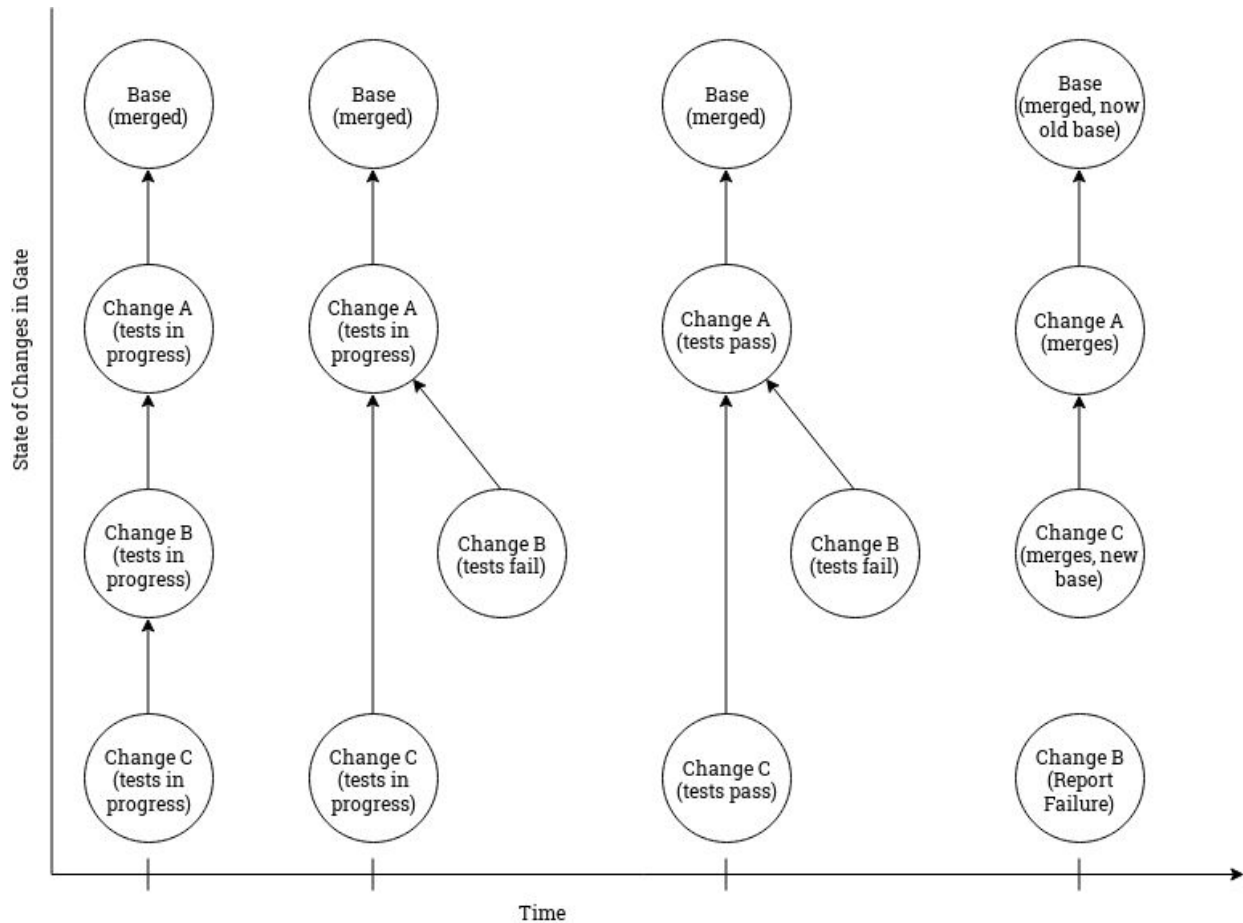 State of Changes in Gate
Base
(merged)
Change A
(tests in
progress)
Change B
(tests in
progress)
Change C
(tests in
progress)
Base
(merged)
Change A
(tests in
progress)
Change B
(tests fail)
Change C
(tests in
progress)
Base
(merged)
Change A
(tests pass)
Change B
(tests fail)
Change C
(tests pass)
Base
(merged, now
old base)
Change A
(merges)
Change C
(merges, new
base)
Change B
(Report
Failure)
Time